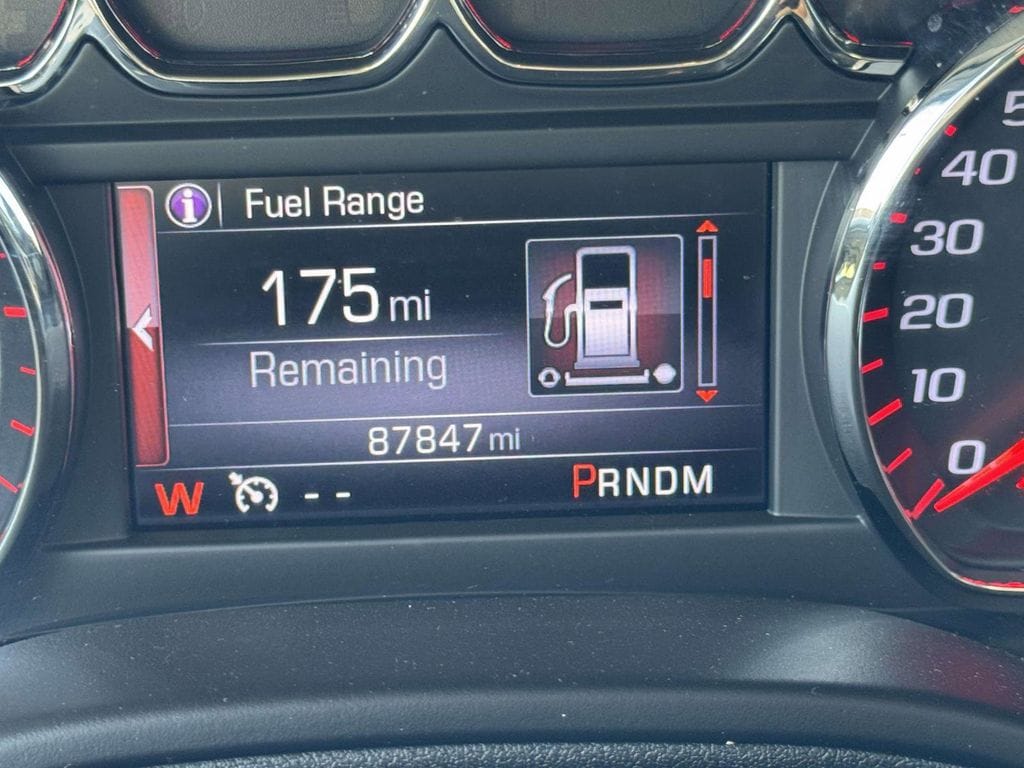 Fuel Range
175 mi
Remaining
87847 mi
W -- PRNDM
40
30
20
10
0